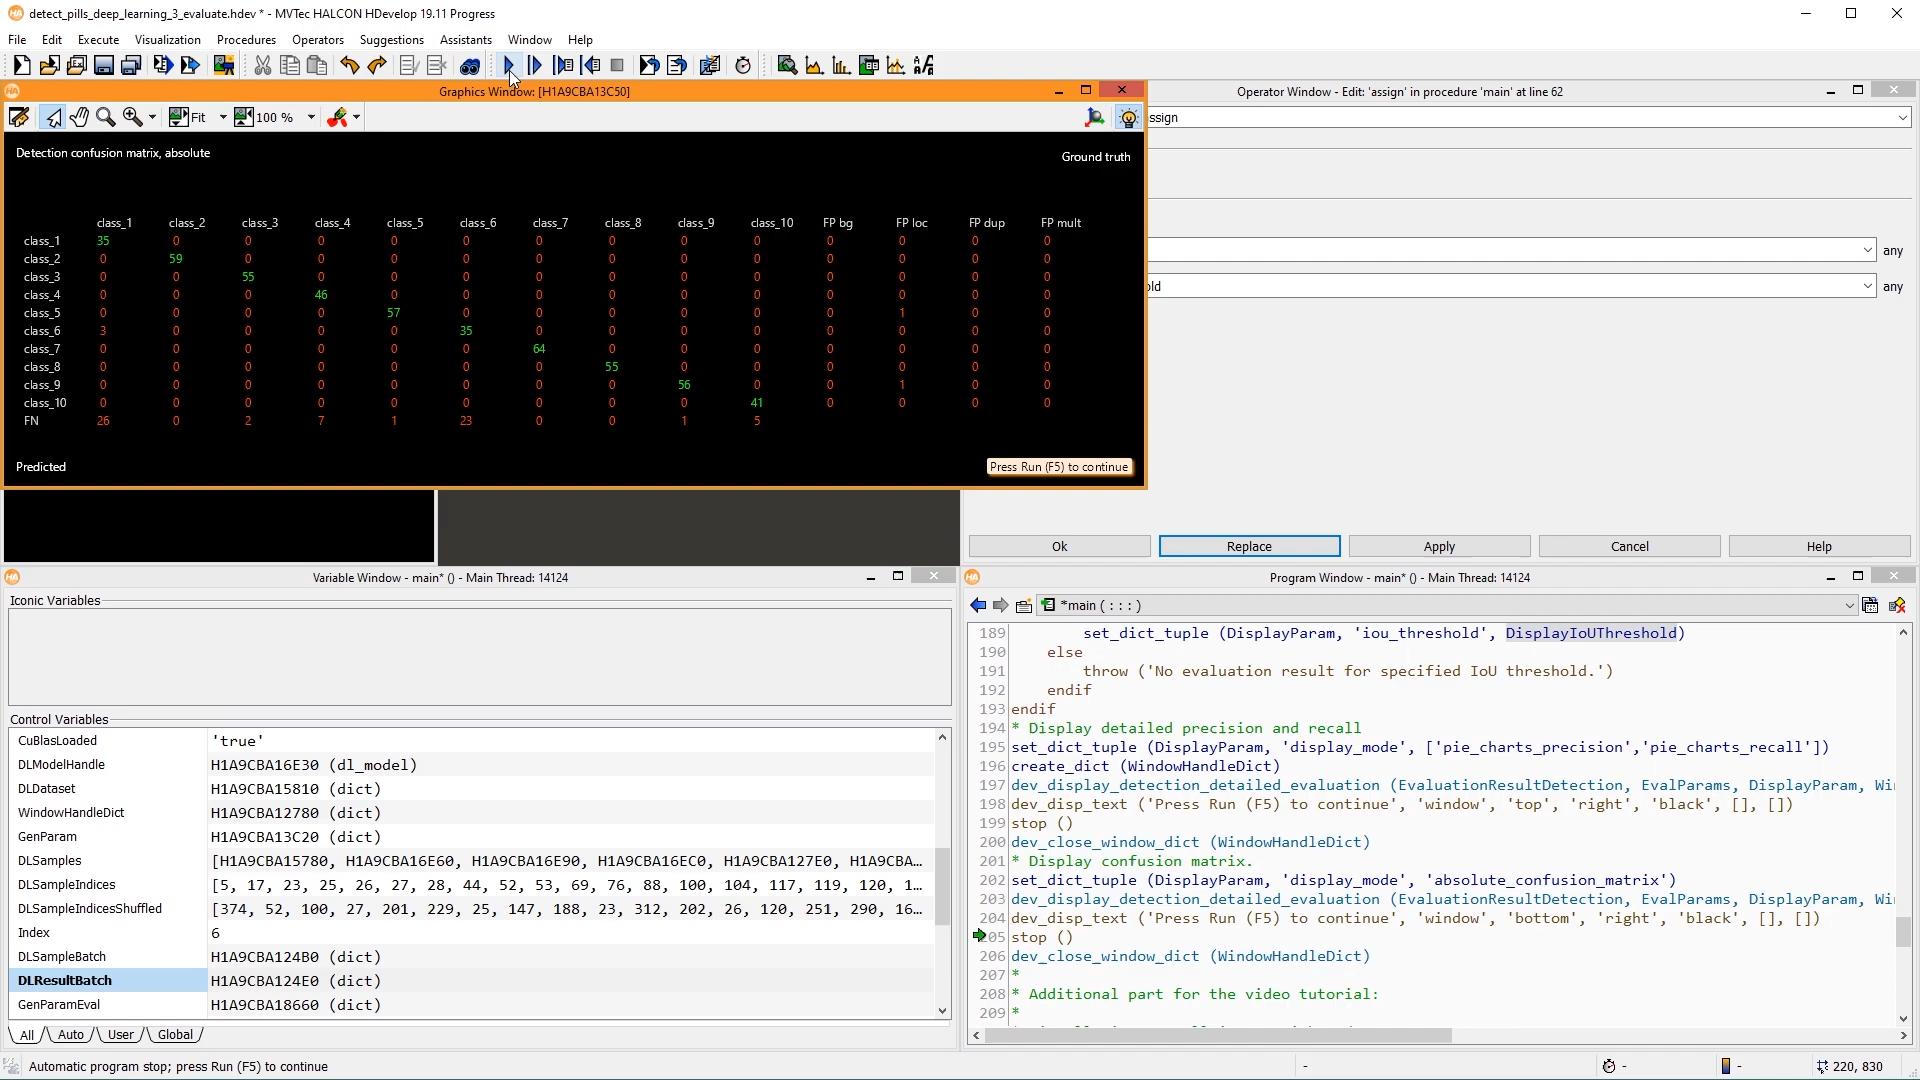 detect_pills_deep_learning_3_evaluate.hdev * - MVTec HALCON HDevelop 19.11 Progress
File Edit Execute Visualization Procedures Operators Suggestions Assistants Window Help
Graphics Window: [H1A9CBA13C50]
Operator Window - Edit: 'assign' in procedure 'main' at line 62
Fit 100 %
ssign
Detection confusion matrix, absolute
Ground truth
class_1 class_2 class_3 class_4 class_5 class_6 class_7 class_8 class_9 class_10 FP bg FP loc FP dup FP mult
class_1 35 0 0 0 0 0 0 0 0 0 0 0 0 0
class_2 0 59 0 0 0 0 0 0 0 0 0 0 0 0
class_3 0 0 55 0 0 0 0 0 0 0 0 0 0 0
class_4 0 0 0 46 0 0 0 0 0 0 0 0 0 0
class_5 0 0 0 0 57 0 0 0 0 0 0 1 0 0
class_6 3 0 0 0 0 35 0 0 0 0 0 0 0 0
class_7 0 0 0 0 0 0 64 0 0 0 0 0 0 0
class_8 0 0 0 0 0 0 0 55 0 0 0 0 0 0
class_9 0 0 0 0 0 0 0 0 56 0 0 1 0 0
class_10 0 0 0 0 0 0 0 0 0 41 0 0 0 0
FN 26 0 2 7 1 23 0 0 1 5
Predicted
Press Run (F5) to continue
any
old any
Ok Replace Apply Cancel Help
Variable Window - main* () - Main Thread: 14124
Iconic Variables
Control Variables
CuBlasLoaded 'true'
DLModelHandle H1A9CBA16E30 (dl_model)
DLDataset H1A9CBA15810 (dict)
WindowHandleDict H1A9CBA12780 (dict)
GenParam H1A9CBA13C20 (dict)
DLSamples [H1A9CBA15780, H1A9CBA16E60, H1A9CBA16E90, H1A9CBA16EC0, H1A9CBA127E0, H1A9CBA...
DLSampleIndices [5, 17, 23, 25, 26, 27, 28, 44, 52, 53, 69, 76, 88, 100, 104, 117, 119, 120, 1...
DLSampleIndicesShuffled [374, 52, 100, 27, 201, 229, 25, 147, 188, 23, 312, 202, 26, 120, 251, 290, 16...
Index 6
DLSampleBatch H1A9CBA124B0 (dict)
DLResultBatch H1A9CBA124E0 (dict)
GenParamEval H1A9CBA18660 (dict)
All Auto User Global
Program Window - main* () - Main Thread: 14124
*main ( : : : )
189 set_dict_tuple (DisplayParam, 'iou_threshold', DisplayIoUThreshold)
190 else
191 throw ('No evaluation result for specified IoU threshold.')
192 endif
193 endif
194 * Display detailed precision and recall
195 set_dict_tuple (DisplayParam, 'display_mode', ['pie_charts_precision','pie_charts_recall'])
196 create_dict (WindowHandleDict)
197 dev_display_detection_detailed_evaluation (EvaluationResultDetection, EvalParams, DisplayParam, Wi
198 dev_disp_text ('Press Run (F5) to continue', 'window', 'top', 'right', 'black', [], [])
199 stop ()
200 dev_close_window_dict (WindowHandleDict)
201 * Display confusion matrix.
202 set_dict_tuple (DisplayParam, 'display_mode', 'absolute_confusion_matrix')
203 dev_display_detection_detailed_evaluation (EvaluationResultDetection, EvalParams, DisplayParam, Wi
204 dev_disp_text ('Press Run (F5) to continue', 'window', 'bottom', 'right', 'black', [], [])
205 stop ()
206 dev_close_window_dict (WindowHandleDict)
207 *
208 * Additional part for the video tutorial:
209 *
Automatic program stop; press Run (F5) to continue
- - - 220, 830